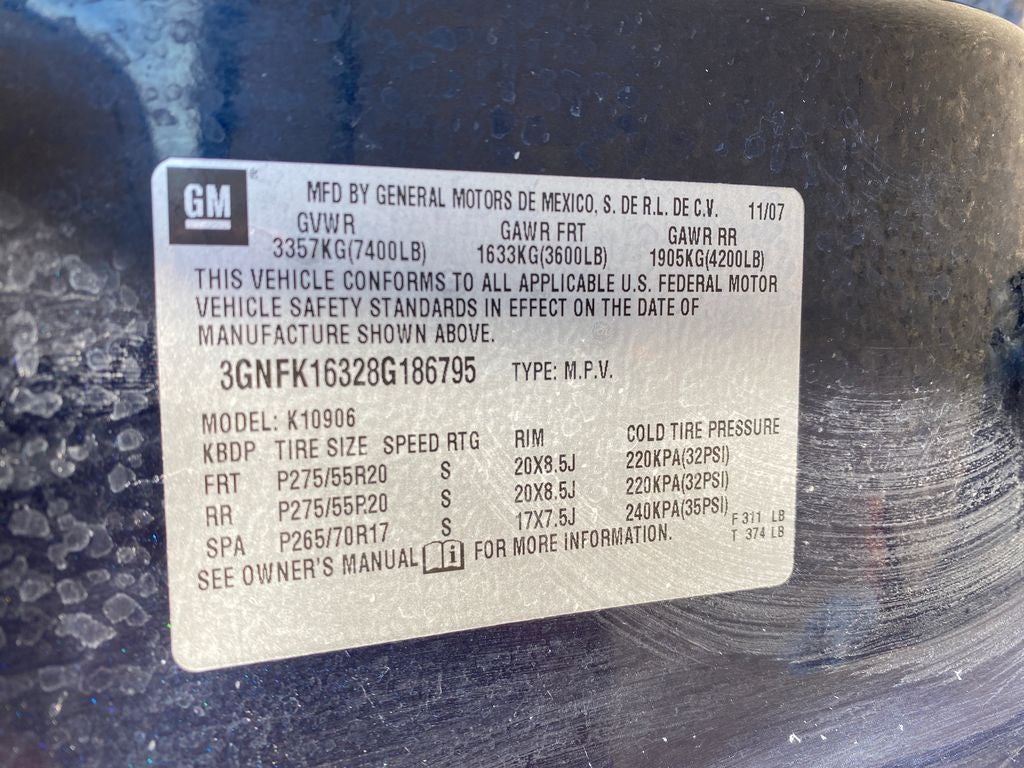 GM
MFD BY GENERAL MOTORS DE MEXICO, S. DE R.L. DE C.V. 11/07
GVWR GAWR FRT GAWR RR
3357KG(7400LB) 1633KG(3600LB) 1905KG(4200LB)
THIS VEHICLE CONFORMS TO ALL APPLICABLE U.S. FEDERAL MOTOR
VEHICLE SAFETY STANDARDS IN EFFECT ON THE DATE OF
MANUFACTURE SHOWN ABOVE.
3GNFK16328G186795 TYPE: M.P.V.
MODEL: K10906
KBDP TIRE SIZE SPEED RTG RIM COLD TIRE PRESSURE
FRT P275/55R20 S 20X8.5J 220KPA(32PSI)
RR P275/55R20 S 20X8.5J 220KPA(32PSI)
SPA P265/70R17 S 17X7.5J 240KPA(35PSI) F 311 LB
T 374 LB
SEE OWNER'S MANUAL i FOR MORE INFORMATION.